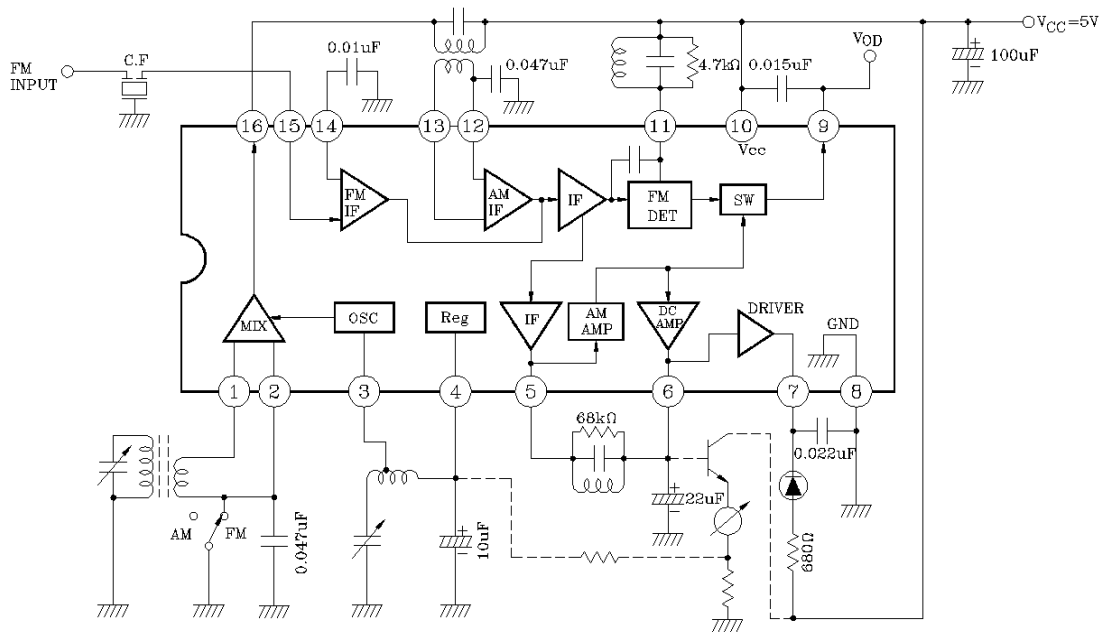 V_CC=5V
C.F
0.01uF
V_OD
FM
INPUT
0.047uF
4.7kΩ
0.015uF
+
-
100uF
16
15
14
13
12
11
10
9
Vcc
FM
IF
AM
IF
IF
FM
DET
SW
MIX
OSC
Reg
IF
AM
AMP
DC
AMP
DRIVER
GND
1
2
3
4
5
6
7
8
68kΩ
0.022uF
+
-
22uF
AM
FM
0.047uF
+
-
10uF
680Ω